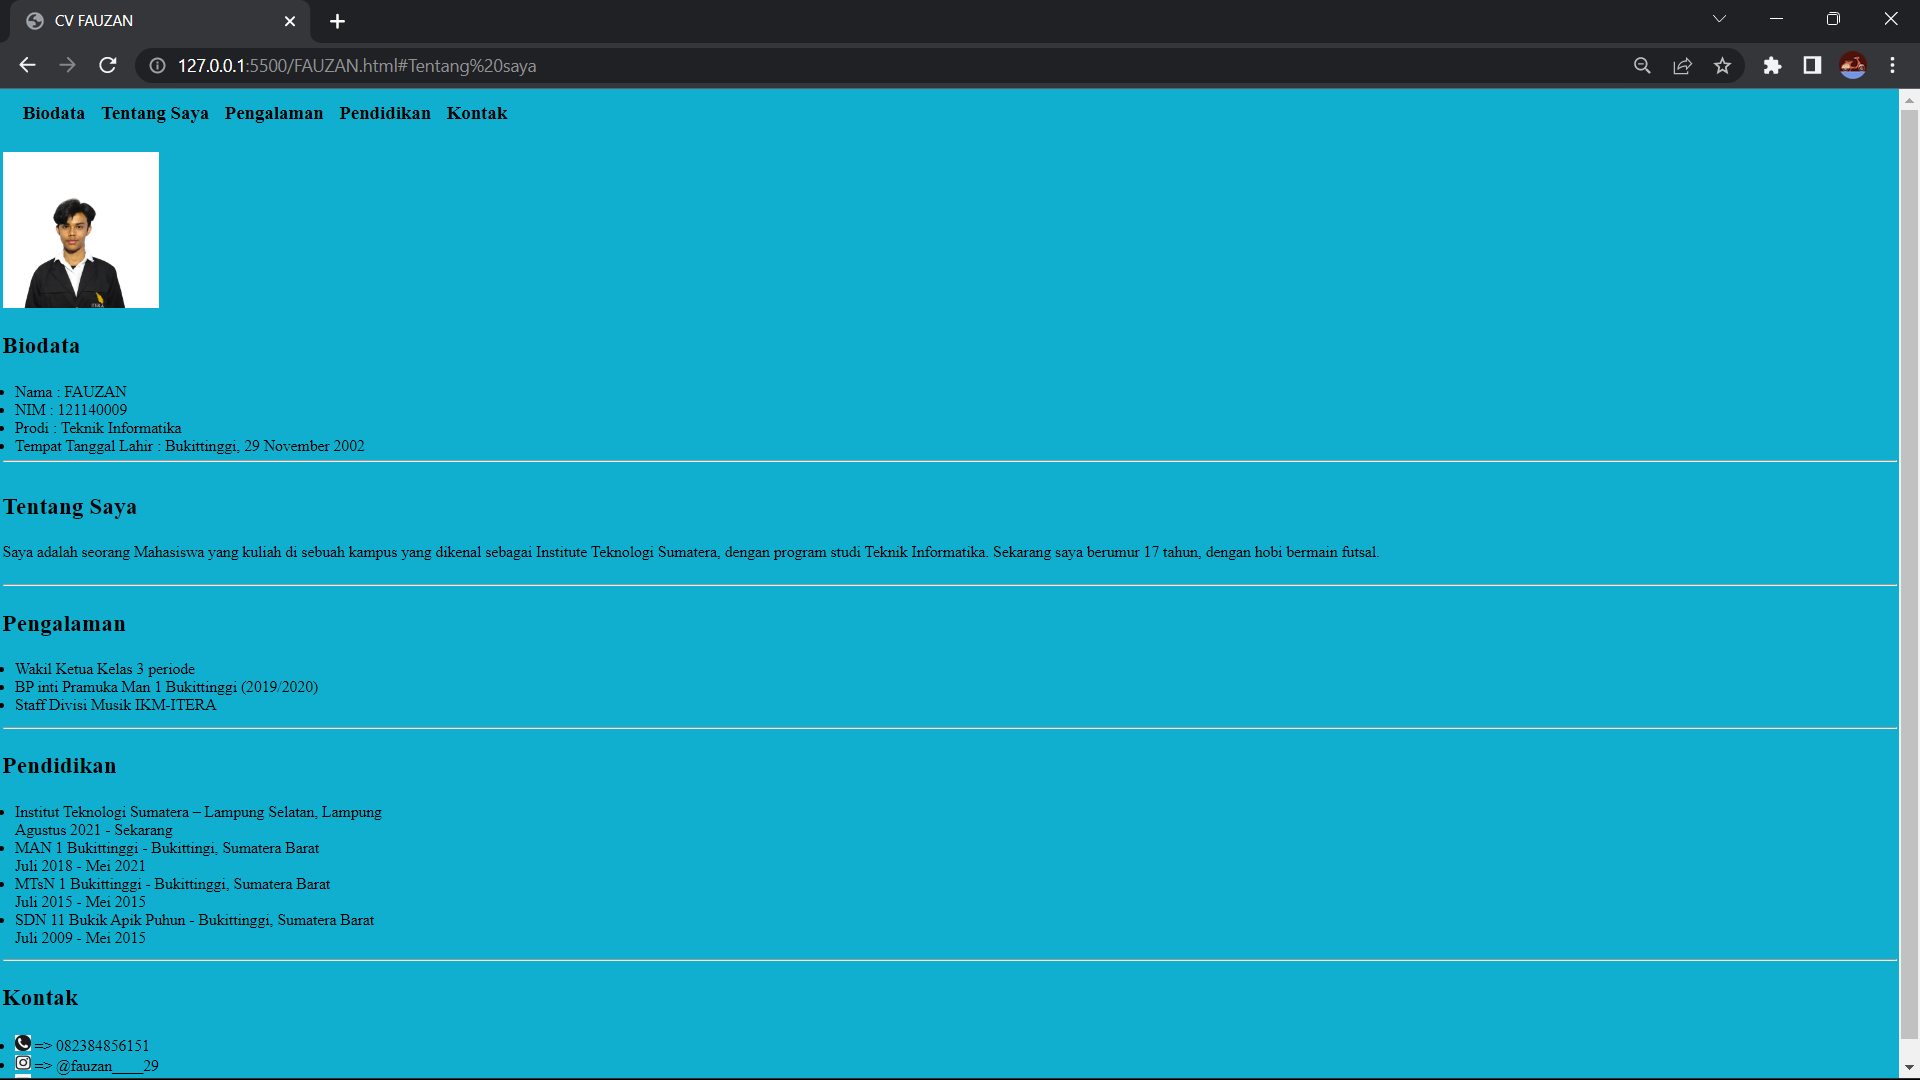 CV FAUZAN
127.0.0.1:5500/FAUZAN.html#Tentang%20saya
Biodata Tentang Saya Pengalaman Pendidikan Kontak
Biodata
Nama : FAUZAN
NIM : 121140009
Prodi : Teknik Informatika
Tempat Tanggal Lahir : Bukittinggi, 29 November 2002
Tentang Saya
Saya adalah seorang Mahasiswa yang kuliah di sebuah kampus yang dikenal sebagai Institute Teknologi Sumatera, dengan program studi Teknik Informatika. Sekarang saya berumur 17 tahun, dengan hobi bermain futsal.
Pengalaman
Wakil Ketua Kelas 3 periode
BP inti Pramuka Man 1 Bukittinggi (2019/2020)
Staff Divisi Musik IKM-ITERA
Pendidikan
Institut Teknologi Sumatera – Lampung Selatan, Lampung
Agustus 2021 - Sekarang
MAN 1 Bukittinggi - Bukittingi, Sumatera Barat
Juli 2018 - Mei 2021
MTsN 1 Bukittinggi - Bukittinggi, Sumatera Barat
Juli 2015 - Mei 2015
SDN 11 Bukik Apik Puhun - Bukittinggi, Sumatera Barat
Juli 2009 - Mei 2015
Kontak
=> 082384856151
=> @fauzan____29